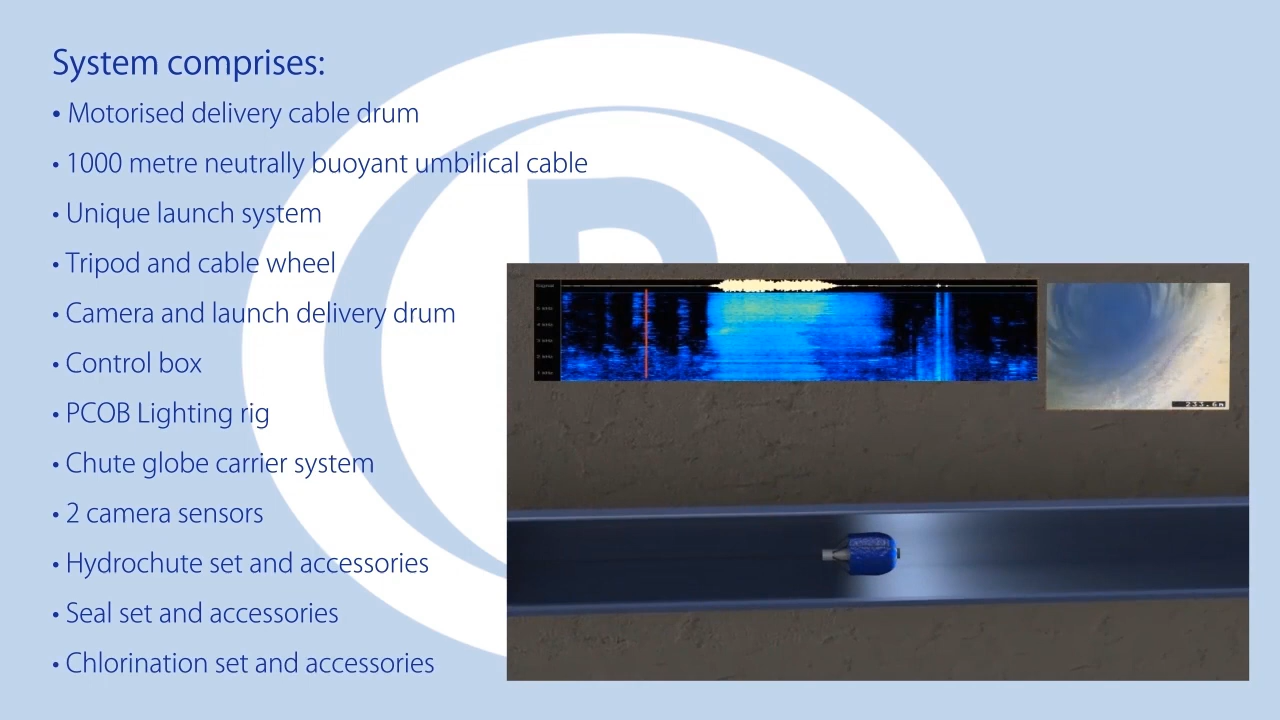 System comprises:
• Motorised delivery cable drum
• 1000 metre neutrally buoyant umbilical cable
• Unique launch system
• Tripod and cable wheel
• Camera and launch delivery drum
• Control box
• PCOB Lighting rig
• Chute globe carrier system
• 2 camera sensors
• Hydrochute set and accessories
• Seal set and accessories
• Chlorination set and accessories
233.6m